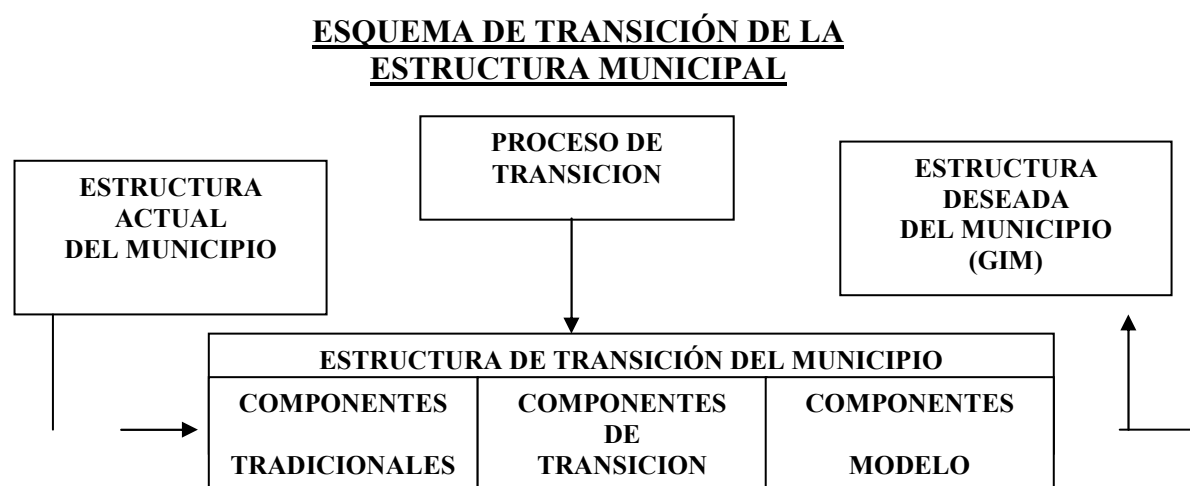 ESQUEMA DE TRANSICIÓN DE LA
ESTRUCTURA MUNICIPAL
ESTRUCTURA
ACTUAL
DEL MUNICIPIO
PROCESO DE
TRANSICION
ESTRUCTURA
DESEADA
DEL MUNICIPIO
(GIM)
ESTRUCTURA DE TRANSICIÓN DEL MUNICIPIO
COMPONENTES
TRADICIONALES
COMPONENTES
DE
TRANSICION
COMPONENTES
MODELO